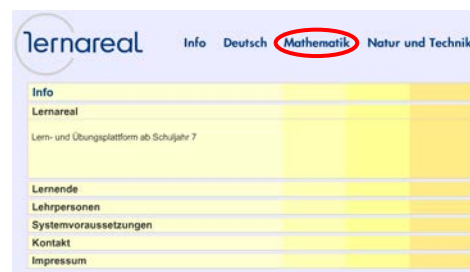 lernareal
Info Deutsch Mathematik Natur und Technik
Info
Lernareal
Lern- und Übungsplattform ab Schuljahr 7
Lernende
Lehrpersonen
Systemvoraussetzungen
Kontakt
Impressum